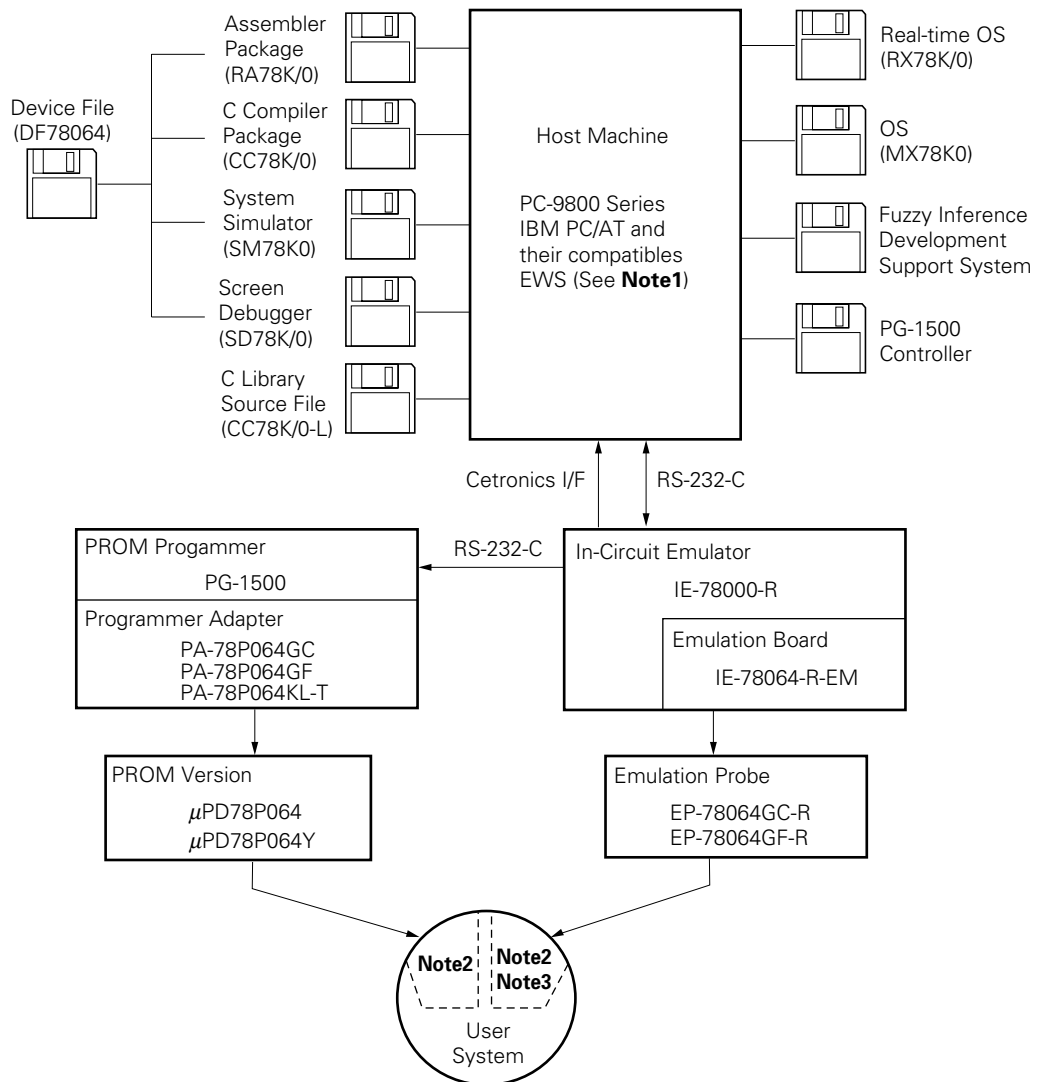 Device File
(DF78064)
Assembler
Package
(RA78K/0)
C Compiler
Package
(CC78K/0)
System
Simulator
(SM78K0)
Screen
Debugger
(SD78K/0)
C Library
Source File
(CC78K/0-L)
Host Machine
PC-9800 Series
IBM PC/AT and
their compatibles
EWS (See Note1)
Real-time OS
(RX78K/0)
OS
(MX78K0)
Fuzzy Inference
Development
Support System
PG-1500
Controller
Cetronics I/F
RS-232-C
PROM Progammer
PG-1500
Programmer Adapter
PA-78P064GC
PA-78P064GF
PA-78P064KL-T
RS-232-C
In-Circuit Emulator
IE-78000-R
Emulation Board
IE-78064-R-EM
PROM Version
μPD78P064
μPD78P064Y
Emulation Probe
EP-78064GC-R
EP-78064GF-R
Note2
Note2
Note3
User
System